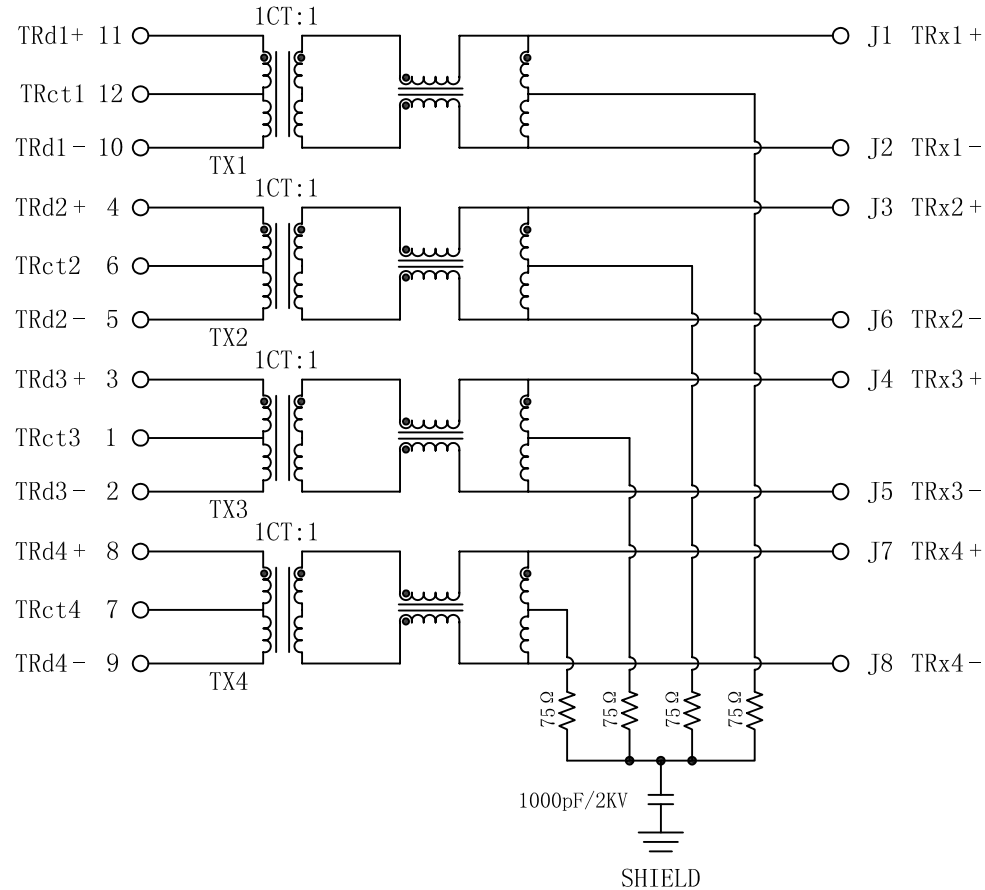 1CT:1
TRd1+ 11 J1 TRx1+
TRct1 12
TRd1- 10 J2 TRx1-
TX1
1CT:1
TRd2+ 4 J3 TRx2+
TRct2 6
TRd2- 5 J6 TRx2-
TX2
1CT:1
TRd3+ 3 J4 TRx3+
TRct3 1
TRd3- 2 J5 TRx3-
TX3
1CT:1
TRd4+ 8 J7 TRx4+
TRct4 7
TRd4- 9 J8 TRx4-
TX4
75Ω 75Ω 75Ω 75Ω
1000pF/2KV
SHIELD